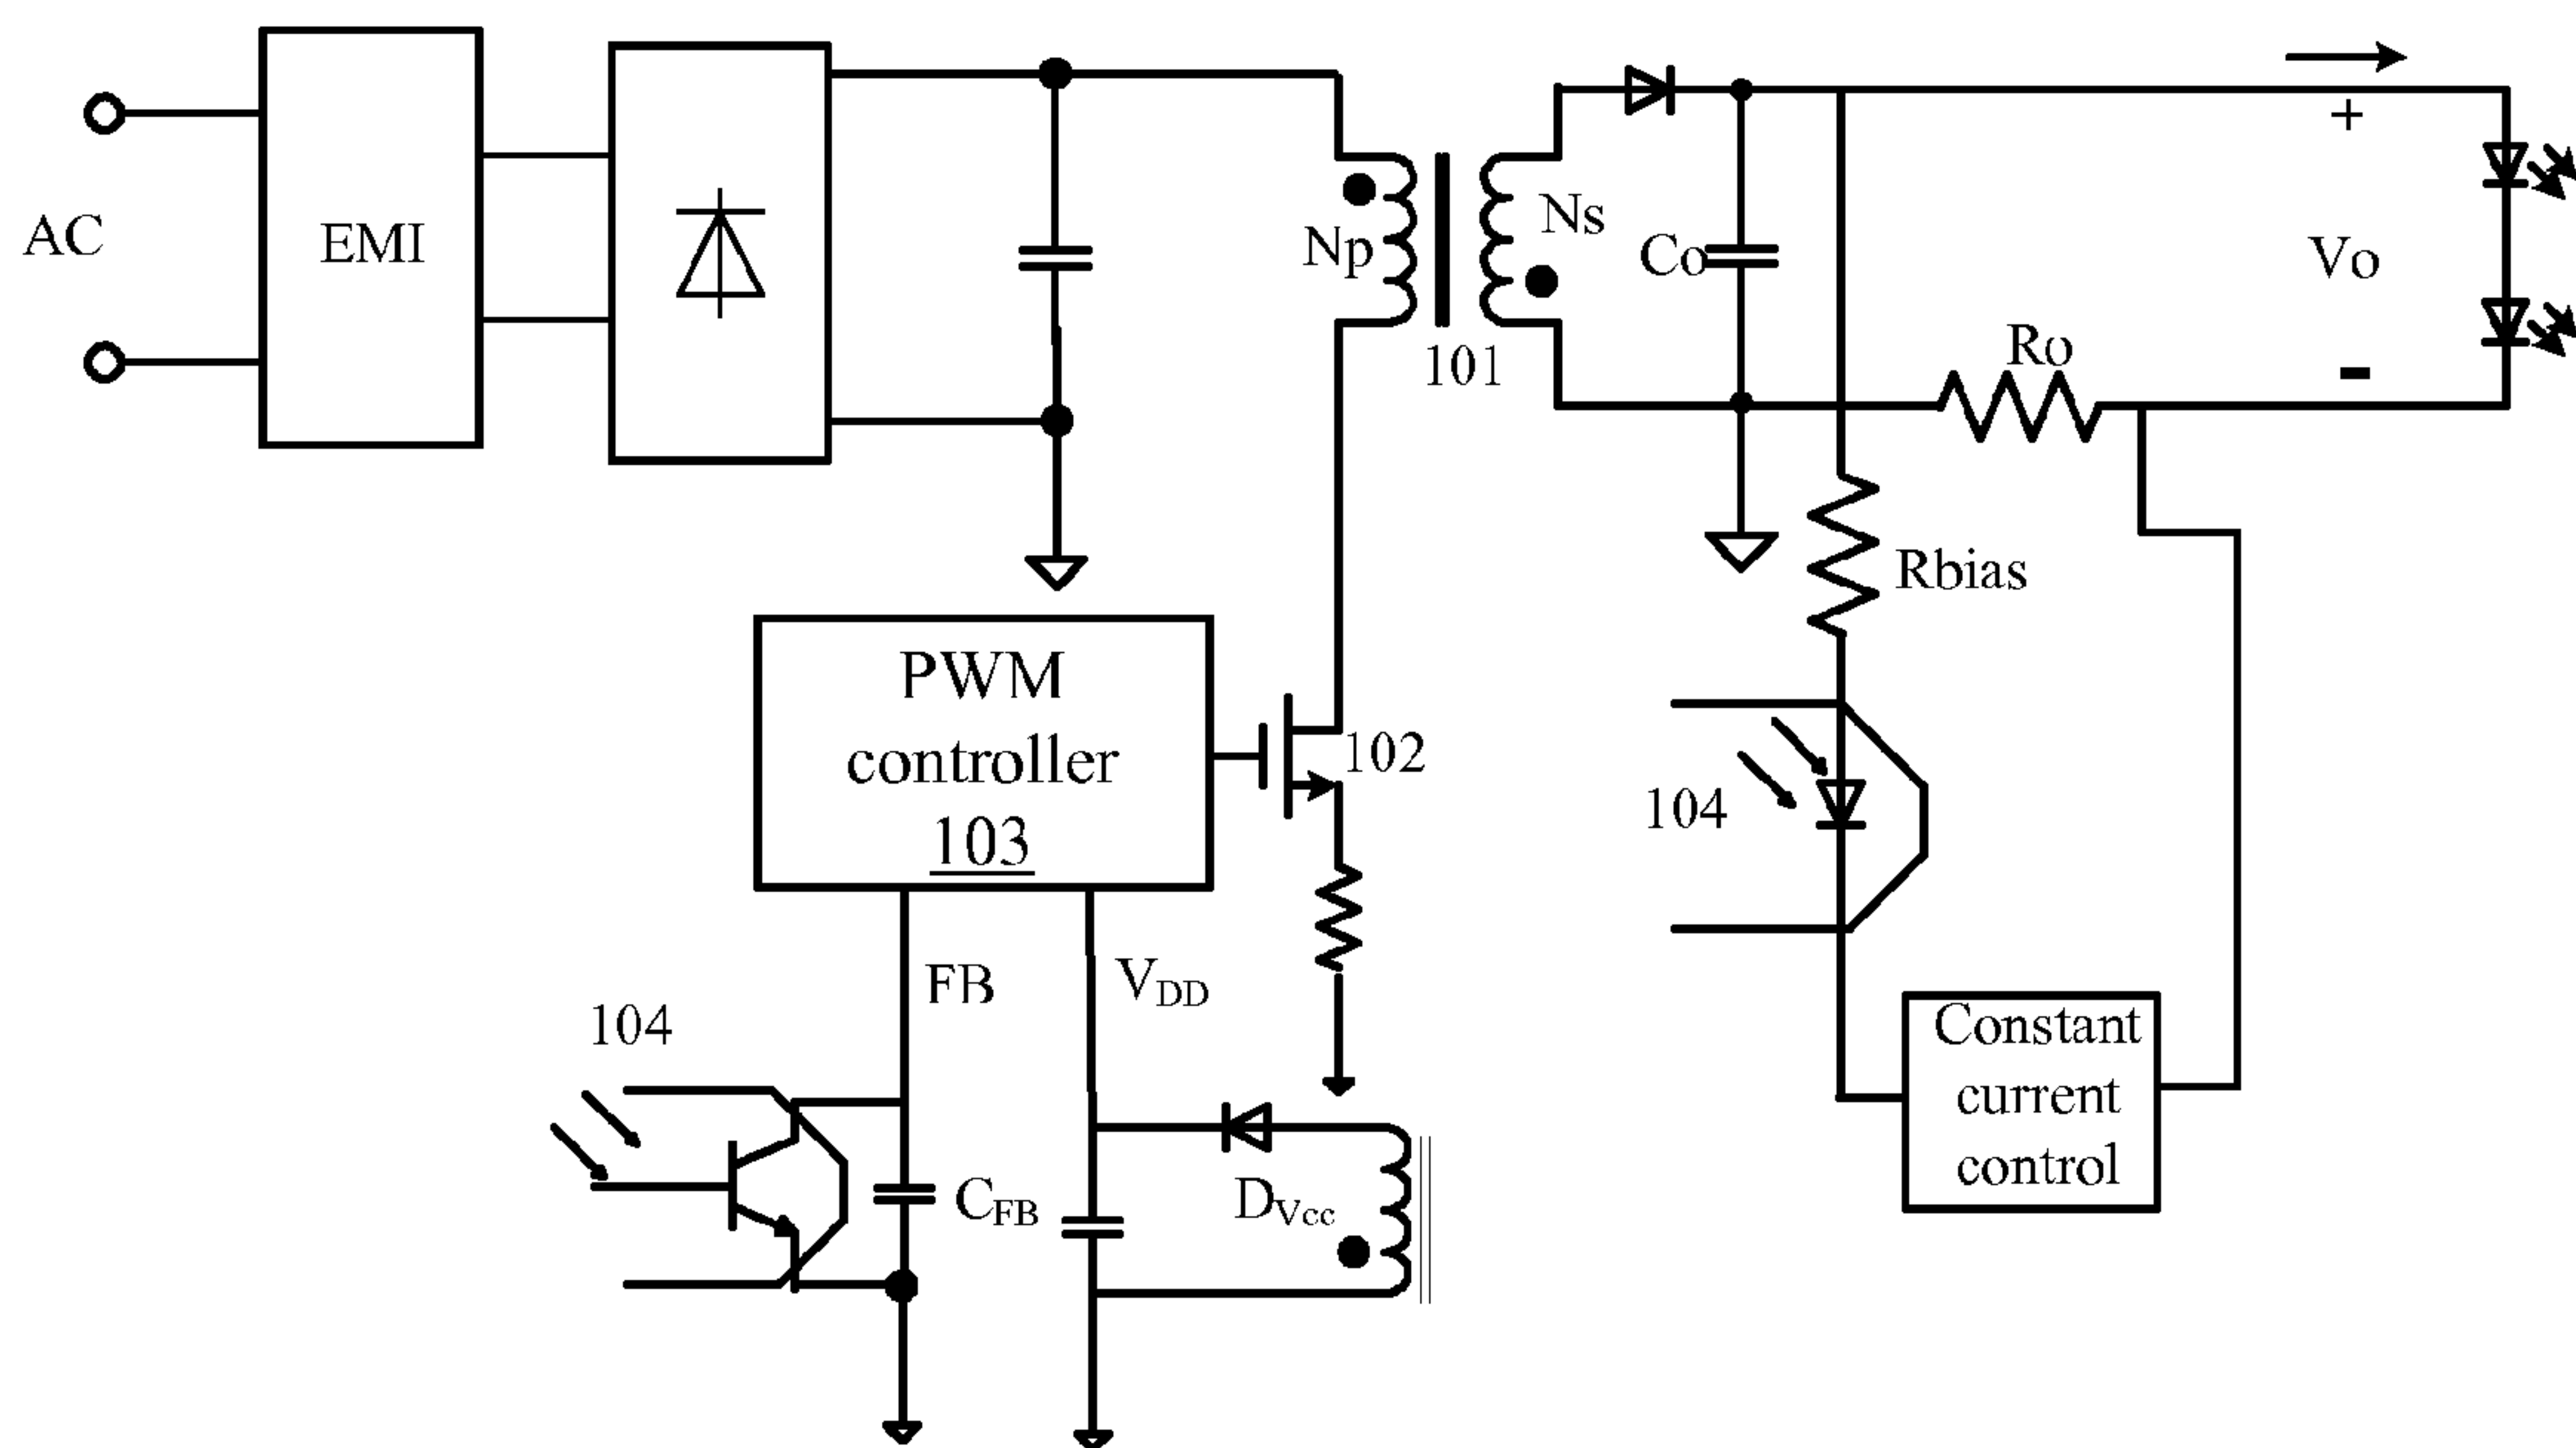 AC
EMI
Np
101
Ns
Co
Ro
+
Vo
-
Rbias
PWM
controller
103
102
104
FB
VDD
104
CFB
DVcc
Constant
current
control